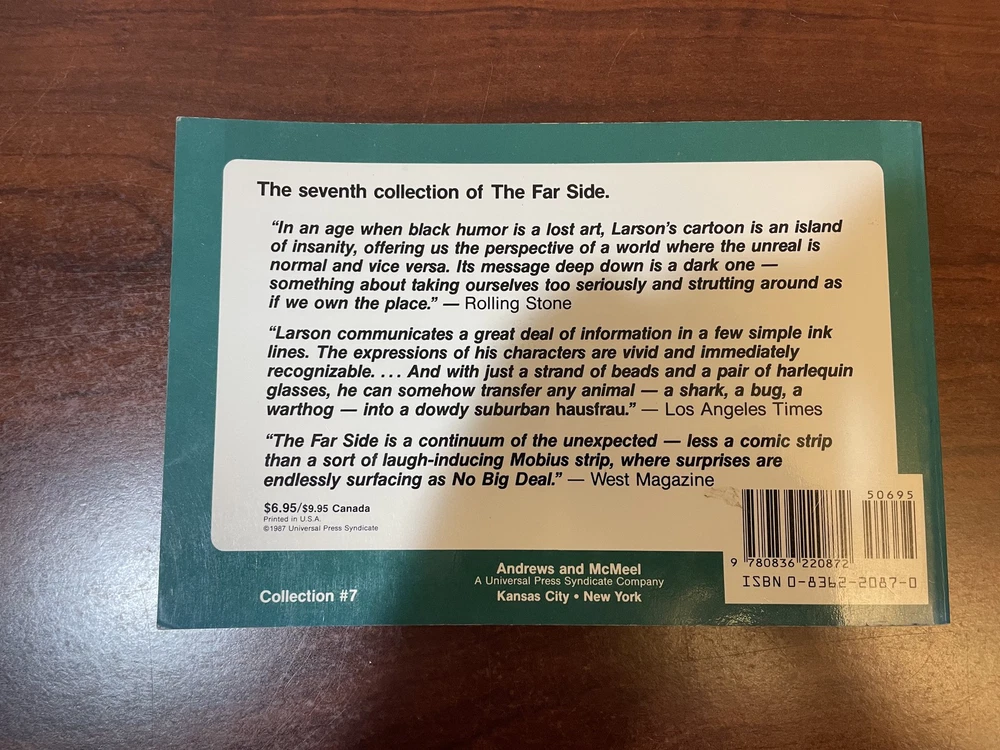 The seventh collection of The Far Side.
“In an age when black humor is a lost art, Larson’s cartoon is an island
of insanity, offering us the perspective of a world where the unreal is
normal and vice versa. Its message deep down is a dark one —
something about taking ourselves too seriously and strutting around as
if we own the place.” — Rolling Stone
“Larson communicates a great deal of information in a few simple ink
lines. The expressions of his characters are vivid and immediately
recognizable. . . . And with just a strand of beads and a pair of harlequin
glasses, he can somehow transfer any animal — a shark, a bug, a
warthog — into a dowdy suburban hausfrau.” — Los Angeles Times
“The Far Side is a continuum of the unexpected — less a comic strip
than a sort of laugh-inducing Mobius strip, where surprises are
endlessly surfacing as No Big Deal.” — West Magazine
$6.95/$9.95 Canada
Printed in U.S.A.
©1987 Universal Press Syndicate
50695
9 780836 220872
ISBN 0-8362-2087-0
Andrews and McMeel
A Universal Press Syndicate Company
Kansas City • New York
Collection #7